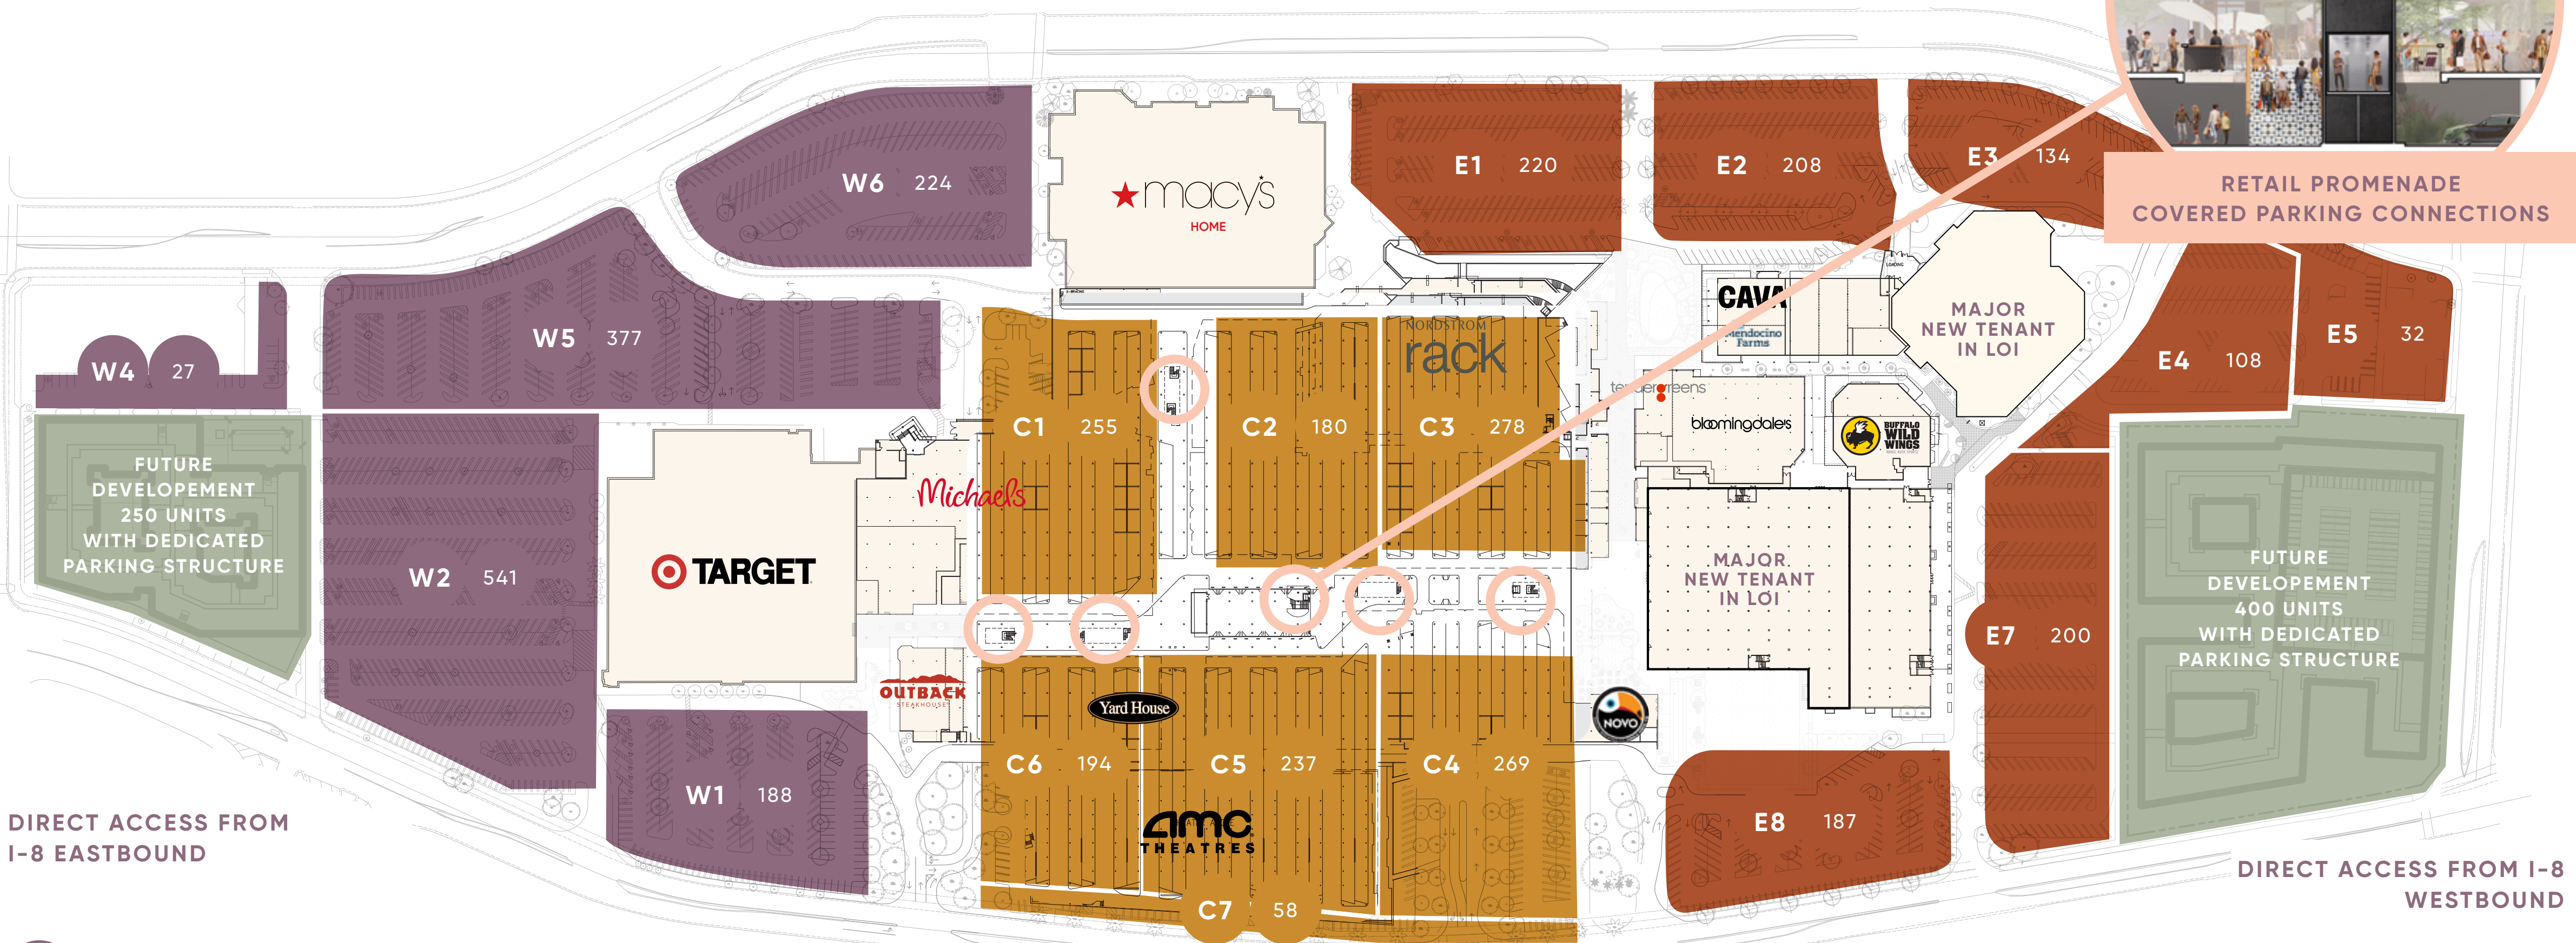 RETAIL PROMENADE
COVERED PARKING CONNECTIONS
W6 224
macy's
HOME
E1 220
E2 208
E3 134
W5 377
W4 27
NORDSTROM
rack
CAVA
Mendocino
Farms
LOADING
MAJOR
NEW TENANT
IN LOI
E4 108
E5 32
C1 255
C2 180
C3 278
tendergreens
bloomingdale's
BUFFALO
WILD
WINGS
FUTURE
DEVELOPEMENT
250 UNITS
WITH DEDICATED
PARKING STRUCTURE
Michaels
W2 541
TARGET
MAJOR
NEW TENANT
IN LOI
FUTURE
DEVELOPEMENT
400 UNITS
WITH DEDICATED
PARKING STRUCTURE
E7 200
OUTBACK
STEAKHOUSE
Yard House
NOVO
C6 194
C5 237
C4 269
W1 188
AMC
THEATRES
E8 187
C7 58
DIRECT ACCESS FROM
I-8 EASTBOUND
DIRECT ACCESS FROM I-8
WESTBOUND